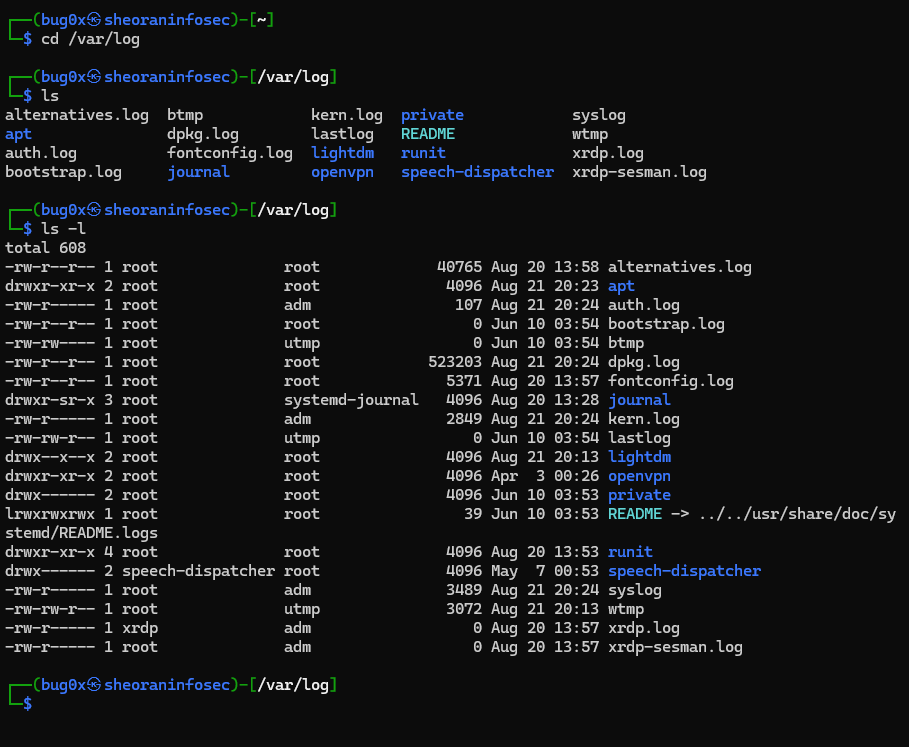 ┌──(bug0x㉿sheoraninfosec)-[~]
└─$ cd /var/log

┌──(bug0x㉿sheoraninfosec)-[/var/log]
└─$ ls
alternatives.log  btmp            kern.log  private            syslog
apt               dpkg.log        lastlog   README             wtmp
auth.log          fontconfig.log  lightdm   runit              xrdp.log
bootstrap.log     journal         openvpn   speech-dispatcher  xrdp-sesman.log

┌──(bug0x㉿sheoraninfosec)-[/var/log]
└─$ ls -l
total 608
-rw-r--r-- 1 root              root             40765 Aug 20 13:58 alternatives.log
drwxr-xr-x 2 root              root              4096 Aug 21 20:23 apt
-rw-r----- 1 root              adm                107 Aug 21 20:24 auth.log
-rw-r--r-- 1 root              root                 0 Jun 10 03:54 bootstrap.log
-rw-rw---- 1 root              utmp                 0 Jun 10 03:54 btmp
-rw-r--r-- 1 root              root            523203 Aug 21 20:24 dpkg.log
-rw-r--r-- 1 root              root              5371 Aug 20 13:57 fontconfig.log
drwxr-sr-x 3 root              systemd-journal   4096 Aug 20 13:28 journal
-rw-r----- 1 root              adm               2849 Aug 21 20:24 kern.log
-rw-rw-r-- 1 root              utmp                 0 Jun 10 03:54 lastlog
drwx--x--x 2 root              root              4096 Aug 21 20:13 lightdm
drwxr-xr-x 2 root              root              4096 Apr  3 00:26 openvpn
drwx------ 2 root              root              4096 Jun 10 03:53 private
lrwxrwxrwx 1 root              root                39 Jun 10 03:53 README -> ../../usr/share/doc/sy
stemd/README.logs
drwxr-xr-x 4 root              root              4096 Aug 20 13:53 runit
drwx------ 2 speech-dispatcher root              4096 May  7 00:53 speech-dispatcher
-rw-r----- 1 root              adm               3489 Aug 21 20:24 syslog
-rw-rw-r-- 1 root              utmp              3072 Aug 21 20:13 wtmp
-rw-r----- 1 xrdp              adm                  0 Aug 20 13:57 xrdp.log
-rw-r----- 1 root              adm                  0 Aug 20 13:57 xrdp-sesman.log

┌──(bug0x㉿sheoraninfosec)-[/var/log]
└─$